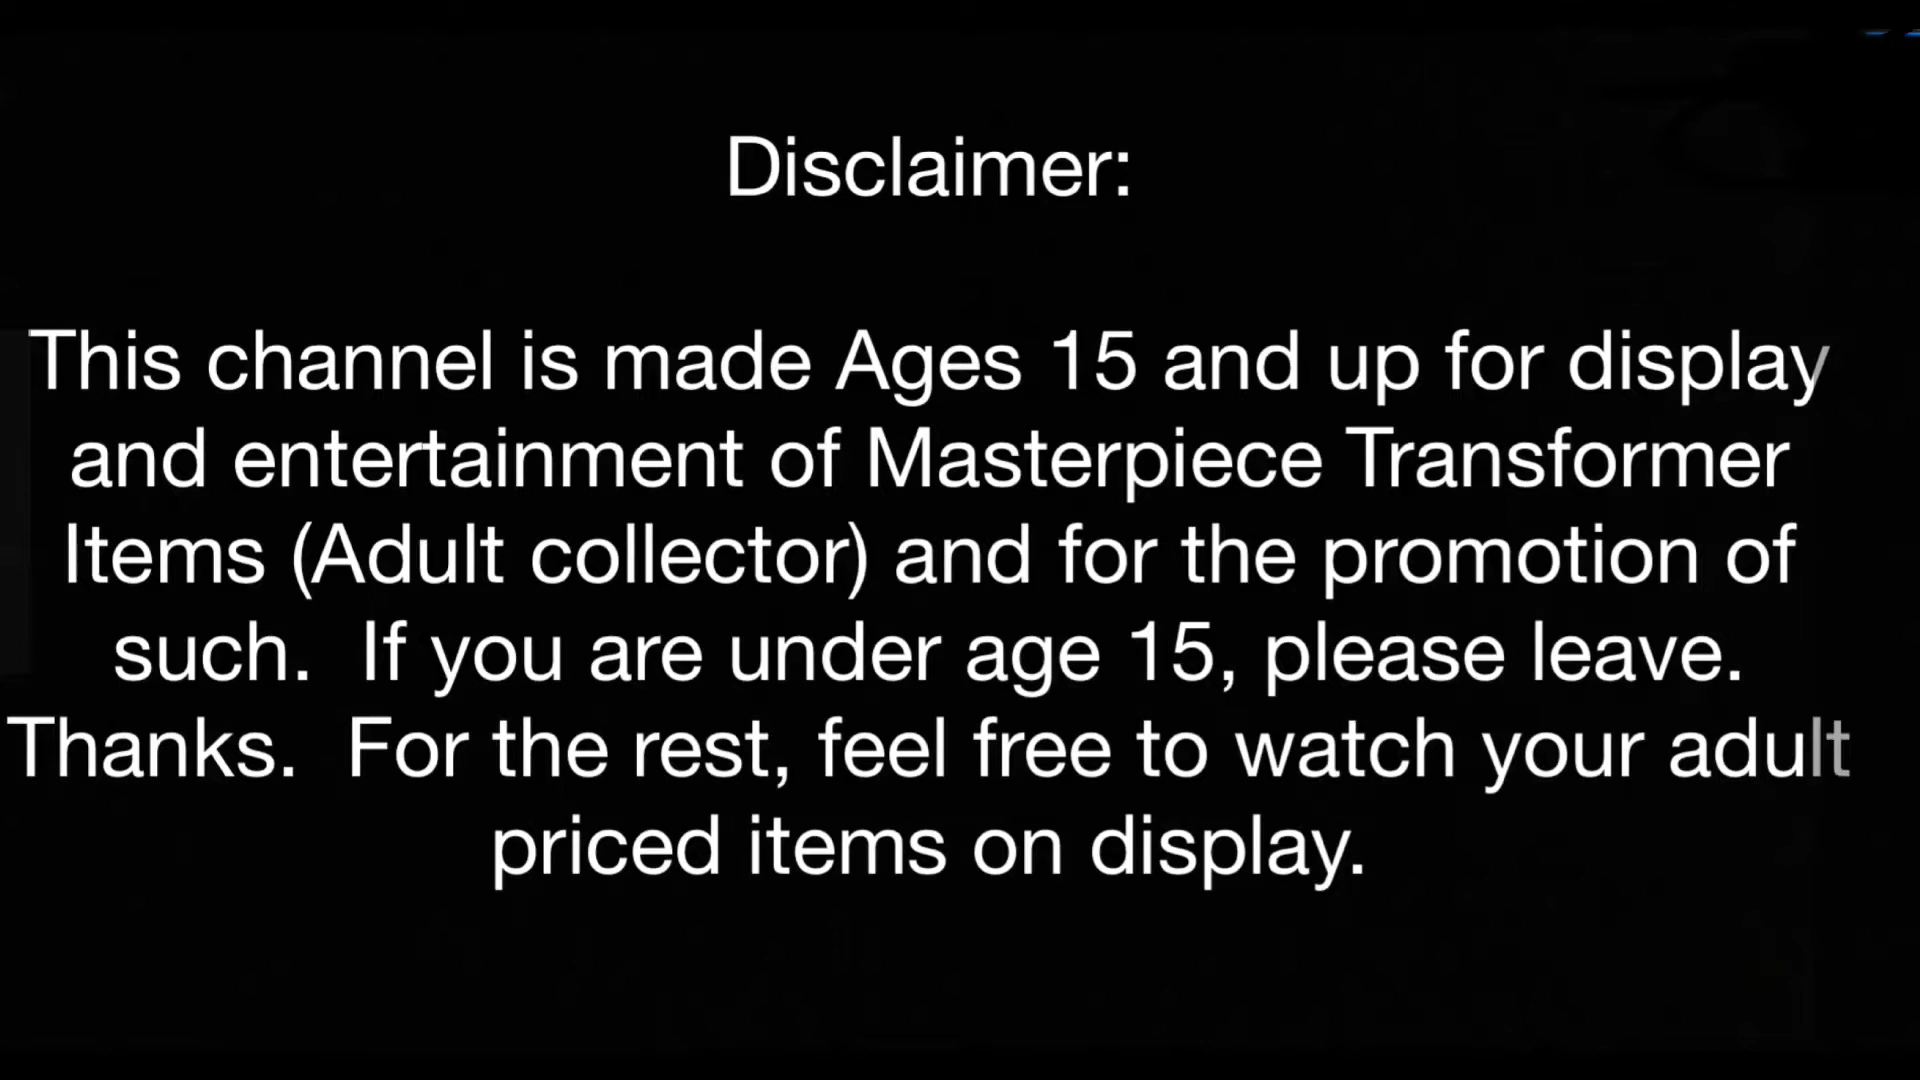 Disclaimer:
This channel is made Ages 15 and up for display
and entertainment of Masterpiece Transformer
Items (Adult collector) and for the promotion of
such.  If you are under age 15, please leave.
Thanks.  For the rest, feel free to watch your adult
priced items on display.